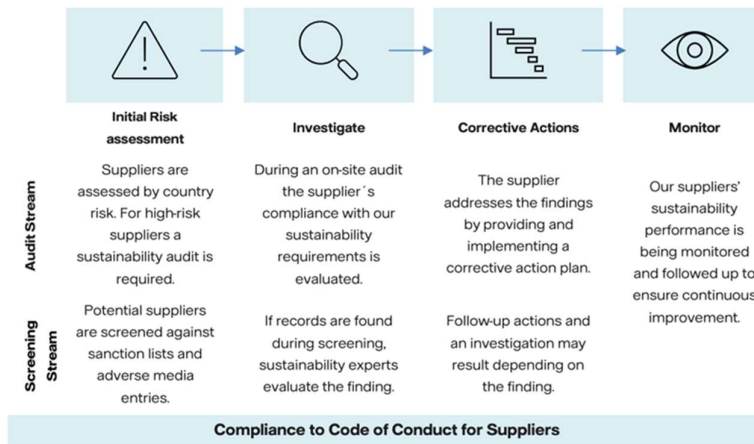 Initial Risk
assessment
Investigate
Corrective Actions
Monitor
Audit Stream
Suppliers are
assessed by country
risk. For high-risk
suppliers a
sustainability audit is
required.
During an on-site audit
the supplier´s
compliance with our
sustainability
requirements is
evaluated.
The supplier
addresses the findings
by providing and
implementing a
corrective action plan.
Our suppliers’
sustainability
performance is
being monitored
and followed up to
ensure continuous
improvement.
Screening
Stream
Potential suppliers
are screened against
sanction lists and
adverse media
entries.
If records are found
during screening,
sustainability experts
evaluate the finding.
Follow-up actions and
an investigation may
result depending on
the finding.
Compliance to Code of Conduct for Suppliers